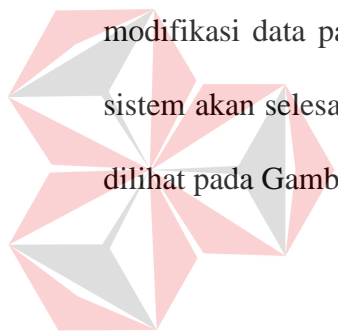 modifikasi data pa
sistem akan selesa
dilihat pada Gamb